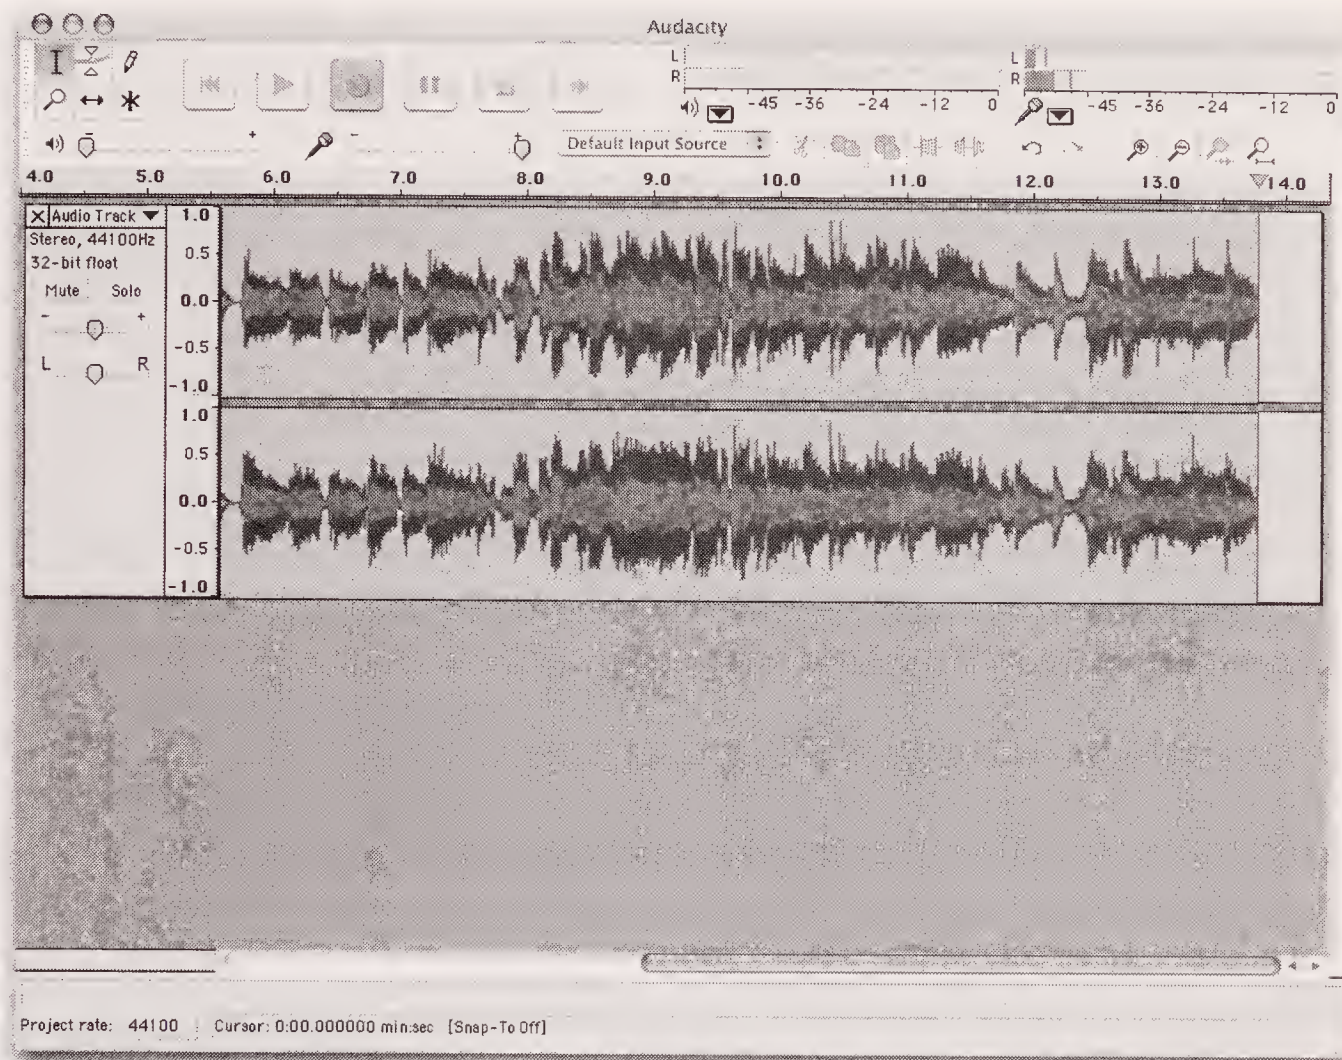 Audacity
L
R
-45 -36 -24 -12 0
L
R
-45 -36 -24 -12 0
- +
- +
Default Input Source
4.0 5.0 6.0 7.0 8.0 9.0 10.0 11.0 12.0 13.0 14.0
X Audio Track
Stereo, 44100Hz
32-bit float
Mute Solo
- +
L R
1.0
0.5
0.0
-0.5
-1.0
1.0
0.5
0.0
-0.5
-1.0
Project rate: 44100 Cursor: 0:00.000000 min:sec [Snap-To Off]